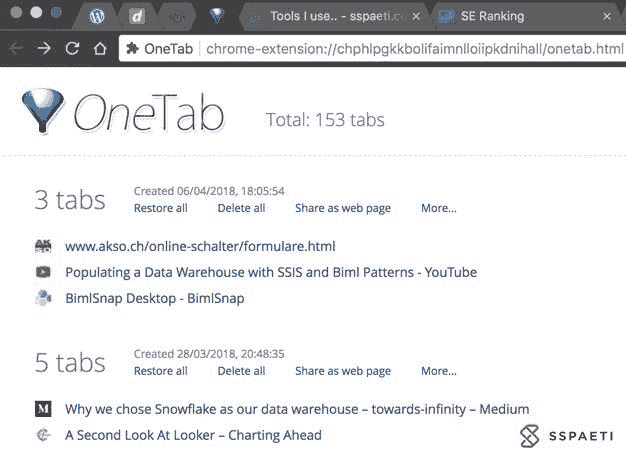 Tools I use.. - sspaeti.c
SE Ranking
OneTab chrome-extension://chphlpgkkbolifaimnlloiipkdnihall/onetab.html
OneTab
Total: 153 tabs
3 tabs
Created 06/04/2018, 18:05:54
Restore all Delete all Share as web page More...
www.akso.ch/online-schalter/formulare.html
Populating a Data Warehouse with SSIS and Biml Patterns - YouTube
BimlSnap Desktop - BimlSnap
5 tabs
Created 28/03/2018, 20:48:35
Restore all Delete all Share as web page More...
Why we chose Snowflake as our data warehouse – towards-infinity – Medium
A Second Look At Looker – Charting Ahead
SSPAETI